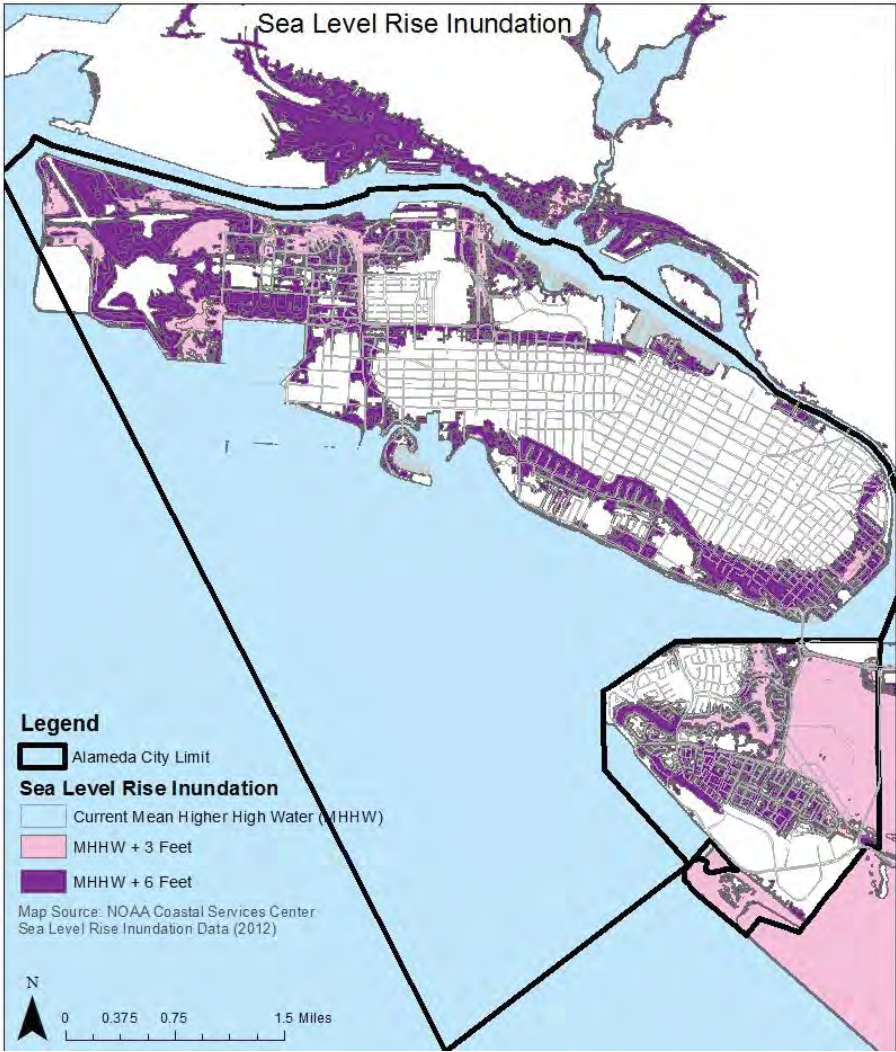 Sea Level Rise Inundation
Legend
Alameda City Limit
Sea Level Rise Inundation
Current Mean Higher High Water (MHHW)
MHHW + 3 Feet
MHHW + 6 Feet
Map Source: NOAA Coastal Services Center
Sea Level Rise Inundation Data (2012)
N
0 0.375 0.75 1.5 Miles